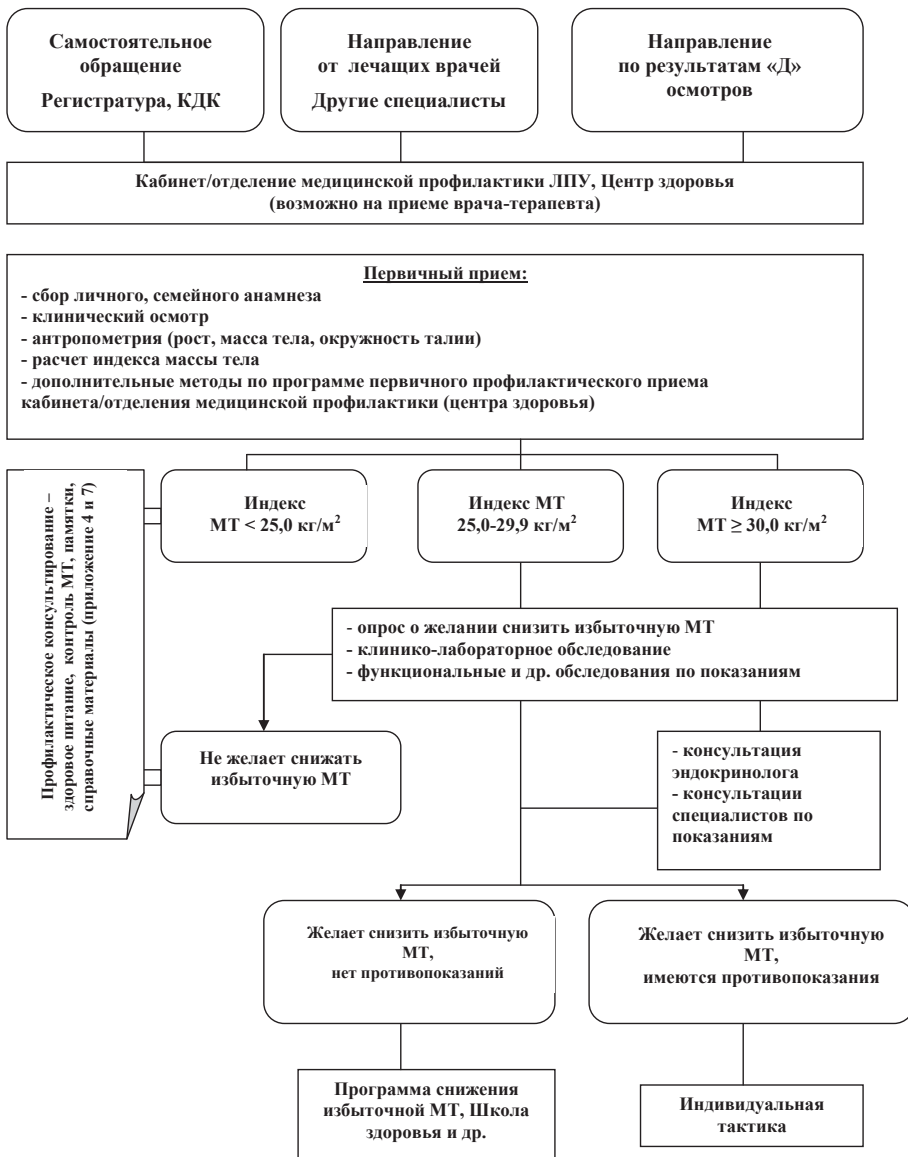 Самостоятельное
обращение
Регистратура, КДК
Направление
от лечащих врачей
Другие специалисты
Направление
по результатам «Д»
осмотров
Кабинет/отделение медицинской профилактики ЛПУ, Центр здоровья
(возможно на приеме врача-терапевта)
Первичный прием:
- сбор личного, семейного анамнеза
- клинический осмотр
- антропометрия (рост, масса тела, окружность талии)
- расчет индекса массы тела
- дополнительные методы по программе первичного профилактического приема
кабинета/отделения медицинской профилактики (центра здоровья)
Профилактическое консультирование –
здоровое питание, контроль МТ, памятки,
справочные материалы (приложение 4 и 7)
Индекс
МТ < 25,0 кг/м²
Индекс МТ
25,0-29,9 кг/м²
Индекс
МТ ≥ 30,0 кг/м²
- опрос о желании снизить избыточную МТ
- клинико-лабораторное обследование
- функциональные и др. обследования по показаниям
Не желает снижать
избыточную МТ
- консультация
эндокринолога
- консультации
специалистов по
показаниям
Желает снизить избыточную
МТ,
нет противопоказаний
Желает снизить избыточную
МТ,
имеются противопоказания
Программа снижения
избыточной МТ, Школа
здоровья и др.
Индивидуальная
тактика